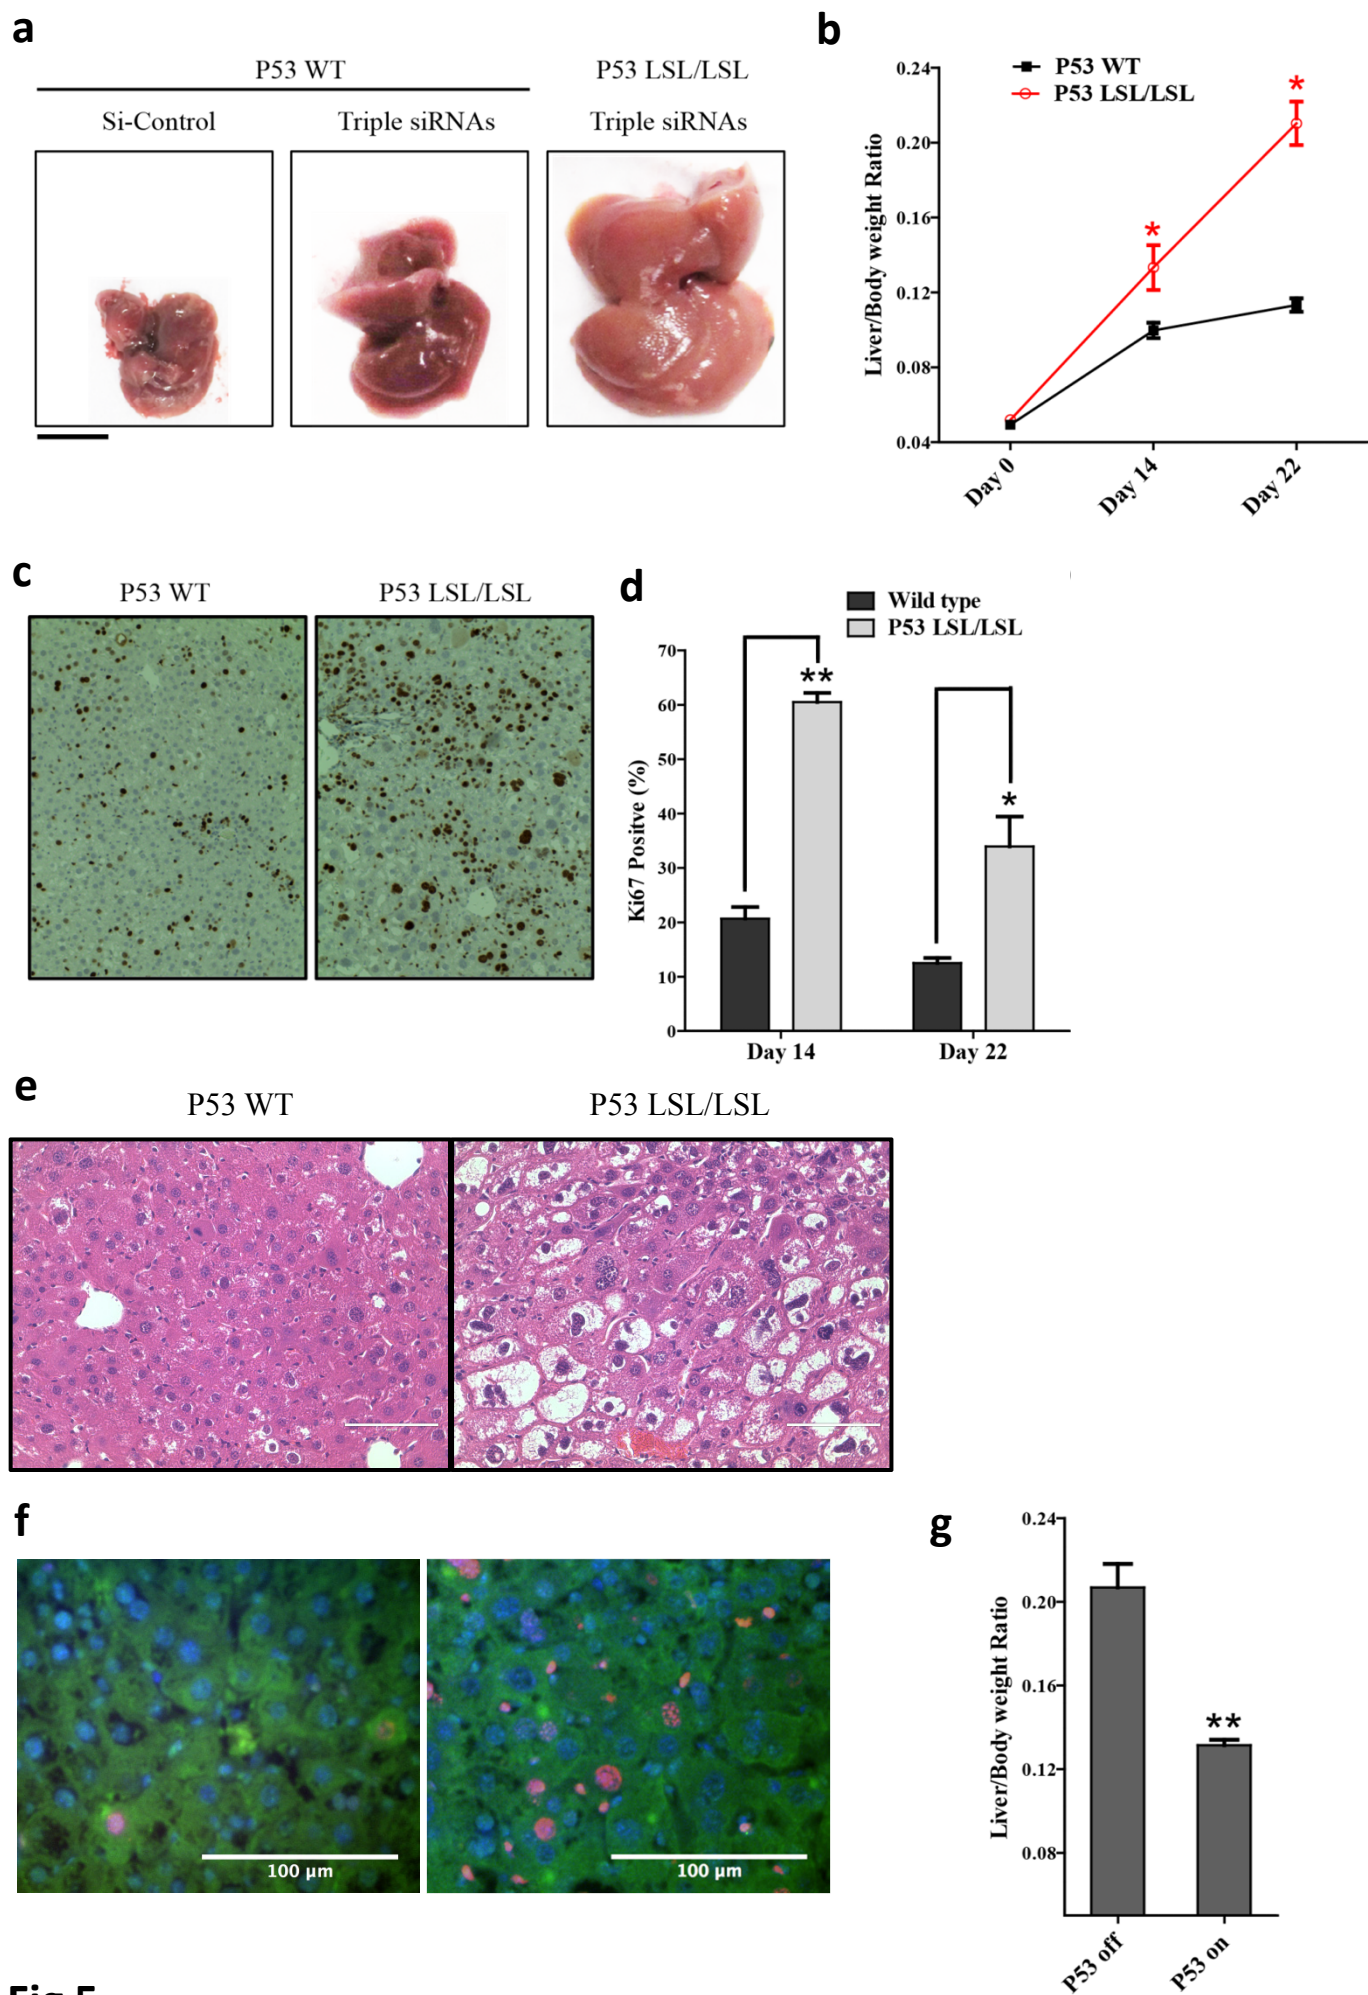 a
P53 WT
P53 LSL/LSL
Si-Control
Triple siRNAs
Triple siRNAs
b
P53 WT
P53 LSL/LSL
Liver/Body weight Ratio
0.24
0.20
0.16
0.12
0.08
0.04
*
*
Day 0
Day 14
Day 22
c
P53 WT
P53 LSL/LSL
d
Wild type
P53 LSL/LSL
Ki67 Positve (%)
70
60
50
40
30
20
10
0
**
*
Day 14
Day 22
e
P53 WT
P53 LSL/LSL
f
100 µm
100 µm
g
Liver/Body weight Ratio
0.24
0.20
0.16
0.12
0.08
**
P53 off
P53 on